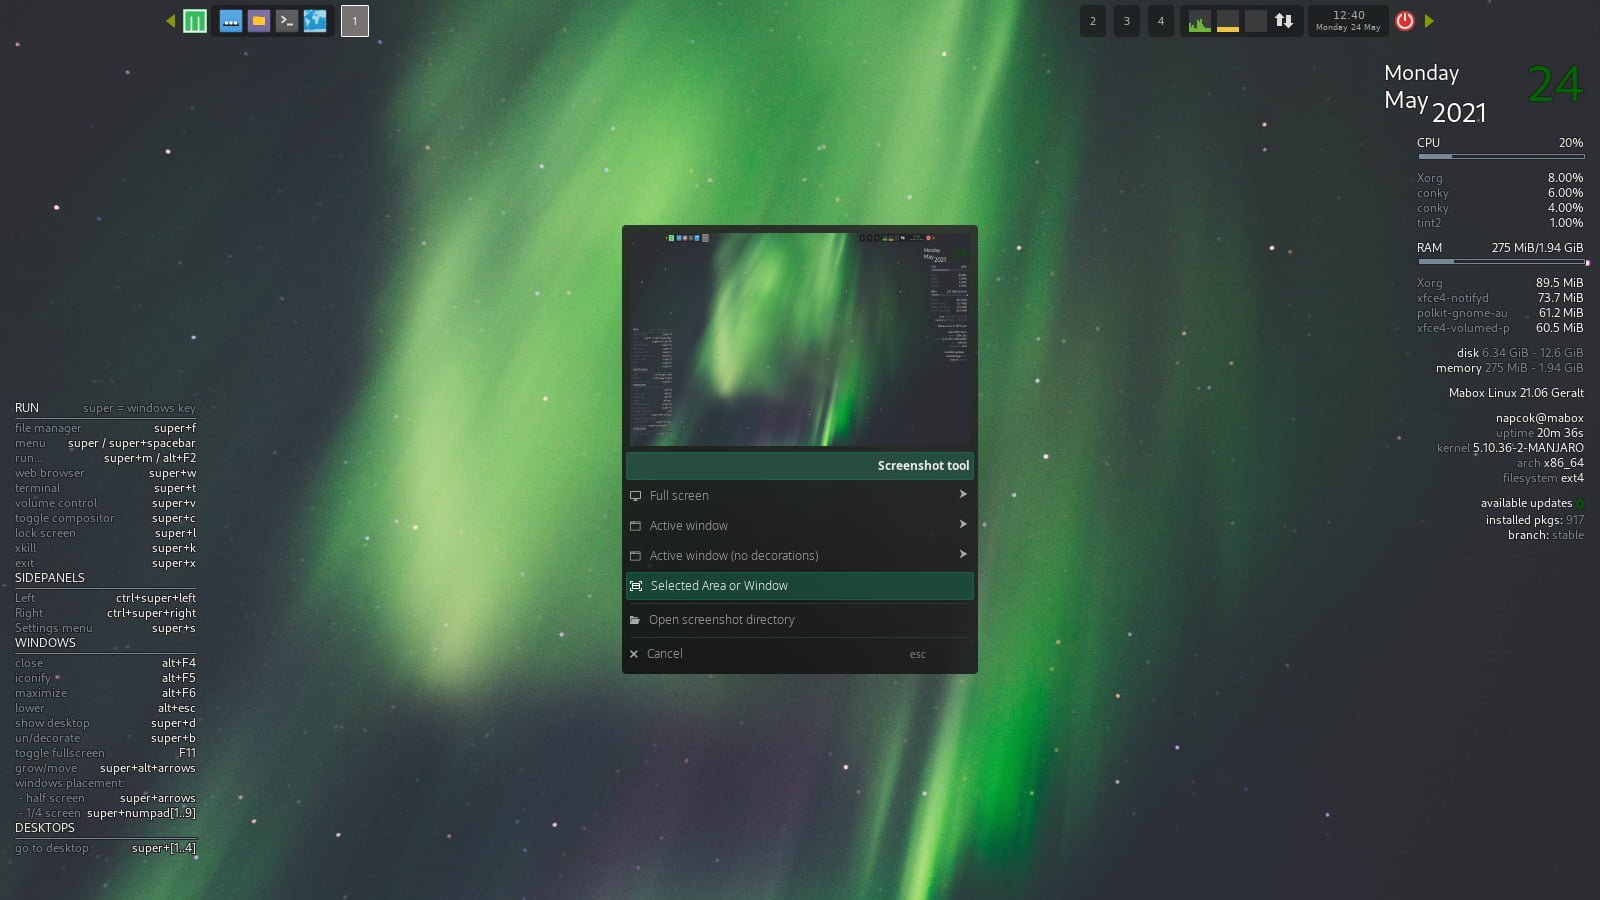 1
2 3 4
12:40
Monday 24 May
Monday 24
May 2021
CPU 20%
Xorg 8.00%
conky 6.00%
conky 4.00%
tint2 1.00%
RAM 275 MiB/1.94 GiB
Xorg 89.5 MiB
xfce4-notifyd 73.7 MiB
polkit-gnome-au 61.2 MiB
xfce4-volumed-p 60.5 MiB
disk 6.34 GiB - 12.6 GiB
memory 275 MiB - 1.94 GiB
Mabox Linux 21.06 Geralt
napcok@mabox
uptime 20m 36s
kernel 5.10.36-2-MANJARO
arch x86_64
filesystem ext4
available updates 0
installed pkgs: 917
branch: stable
Screenshot tool
Full screen
Active window
Active window (no decorations)
Selected Area or Window
Open screenshot directory
Cancel esc
RUN super = windows key
file manager super+f
menu super / super+spacebar
run... super+m / alt+F2
web browser super+w
terminal super+t
volume control super+v
toggle compositor super+c
lock screen super+l
xkill super+k
exit super+x
SIDEPANELS
Left ctrl+super+left
Right ctrl+super+right
Settings menu super+s
WINDOWS
close alt+F4
iconify alt+F5
maximize alt+F6
lower alt+esc
show desktop super+d
un/decorate super+b
toggle fullscreen F11
grow/move super+alt+arrows
windows placement:
- half screen super+arrows
- 1/4 screen super+numpad[1..9]
DESKTOPS
go to desktop super+[1..4]